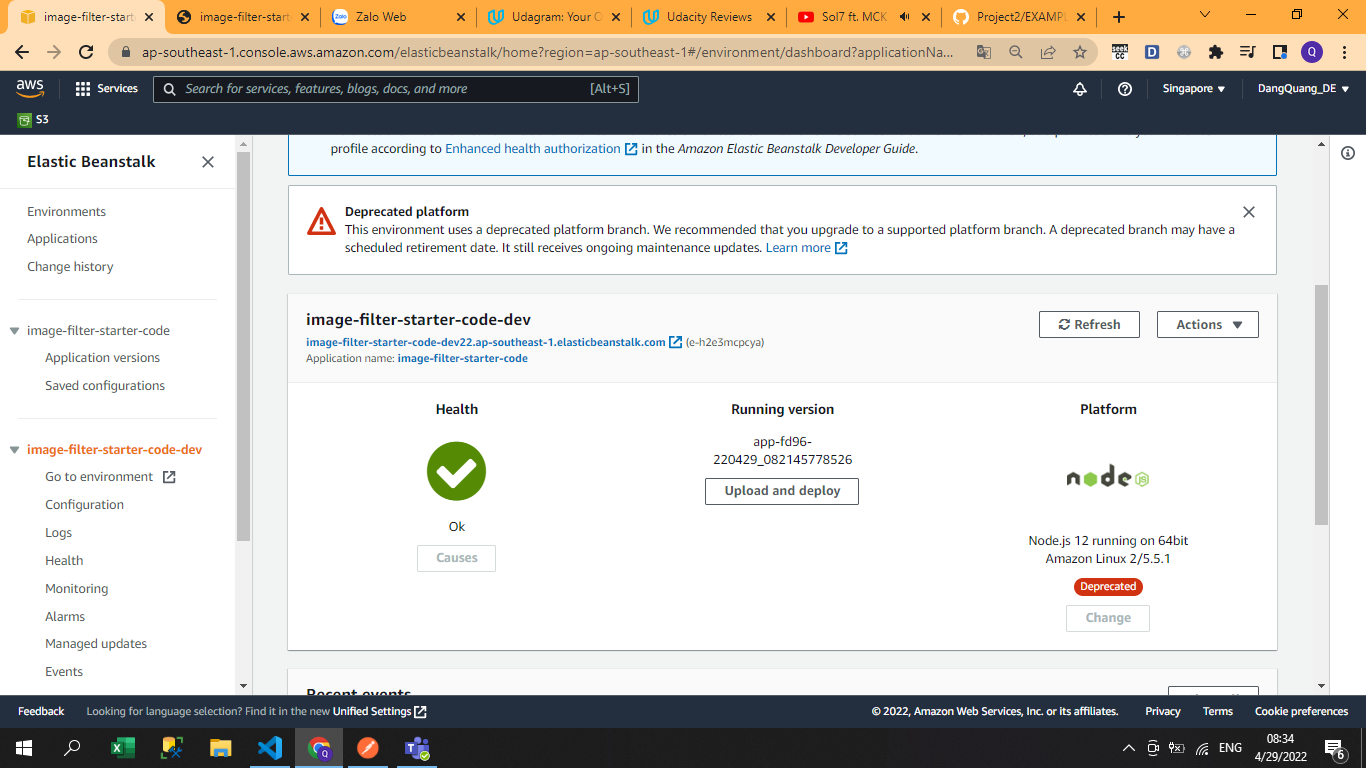 image-filter-start
image-filter-start
Zalo Web
Udagram: Your C
Udacity Reviews
Sol7 ft. MCK
Project2/EXAMPL
ap-southeast-1.console.aws.amazon.com/elasticbeanstalk/home?region=ap-southeast-1#/environment/dashboard?applicationNa...
aws
Services
Search for services, features, blogs, docs, and more
[Alt+S]
Singapore
DangQuang_DE
S3
Elastic Beanstalk
Environments
Applications
Change history
image-filter-starter-code
Application versions
Saved configurations
image-filter-starter-code-dev
Go to environment
Configuration
Logs
Health
Monitoring
Alarms
Managed updates
Events
profile according to Enhanced health authorization in the Amazon Elastic Beanstalk Developer Guide.
Deprecated platform
This environment uses a deprecated platform branch. We recommended that you upgrade to a supported platform branch. A deprecated branch may have a
scheduled retirement date. It still receives ongoing maintenance updates. Learn more
image-filter-starter-code-dev
image-filter-starter-code-dev22.ap-southeast-1.elasticbeanstalk.com (e-h2e3mcpcya)
Application name: image-filter-starter-code
Refresh
Actions
Health
Ok
Causes
Running version
app-fd96-
220429_082145778526
Upload and deploy
Platform
node JS
Node.js 12 running on 64bit
Amazon Linux 2/5.5.1
Deprecated
Change
Recent events
Feedback
Looking for language selection? Find it in the new Unified Settings
© 2022, Amazon Web Services, Inc. or its affiliates.
Privacy
Terms
Cookie preferences
ENG
08:34
4/29/2022
6